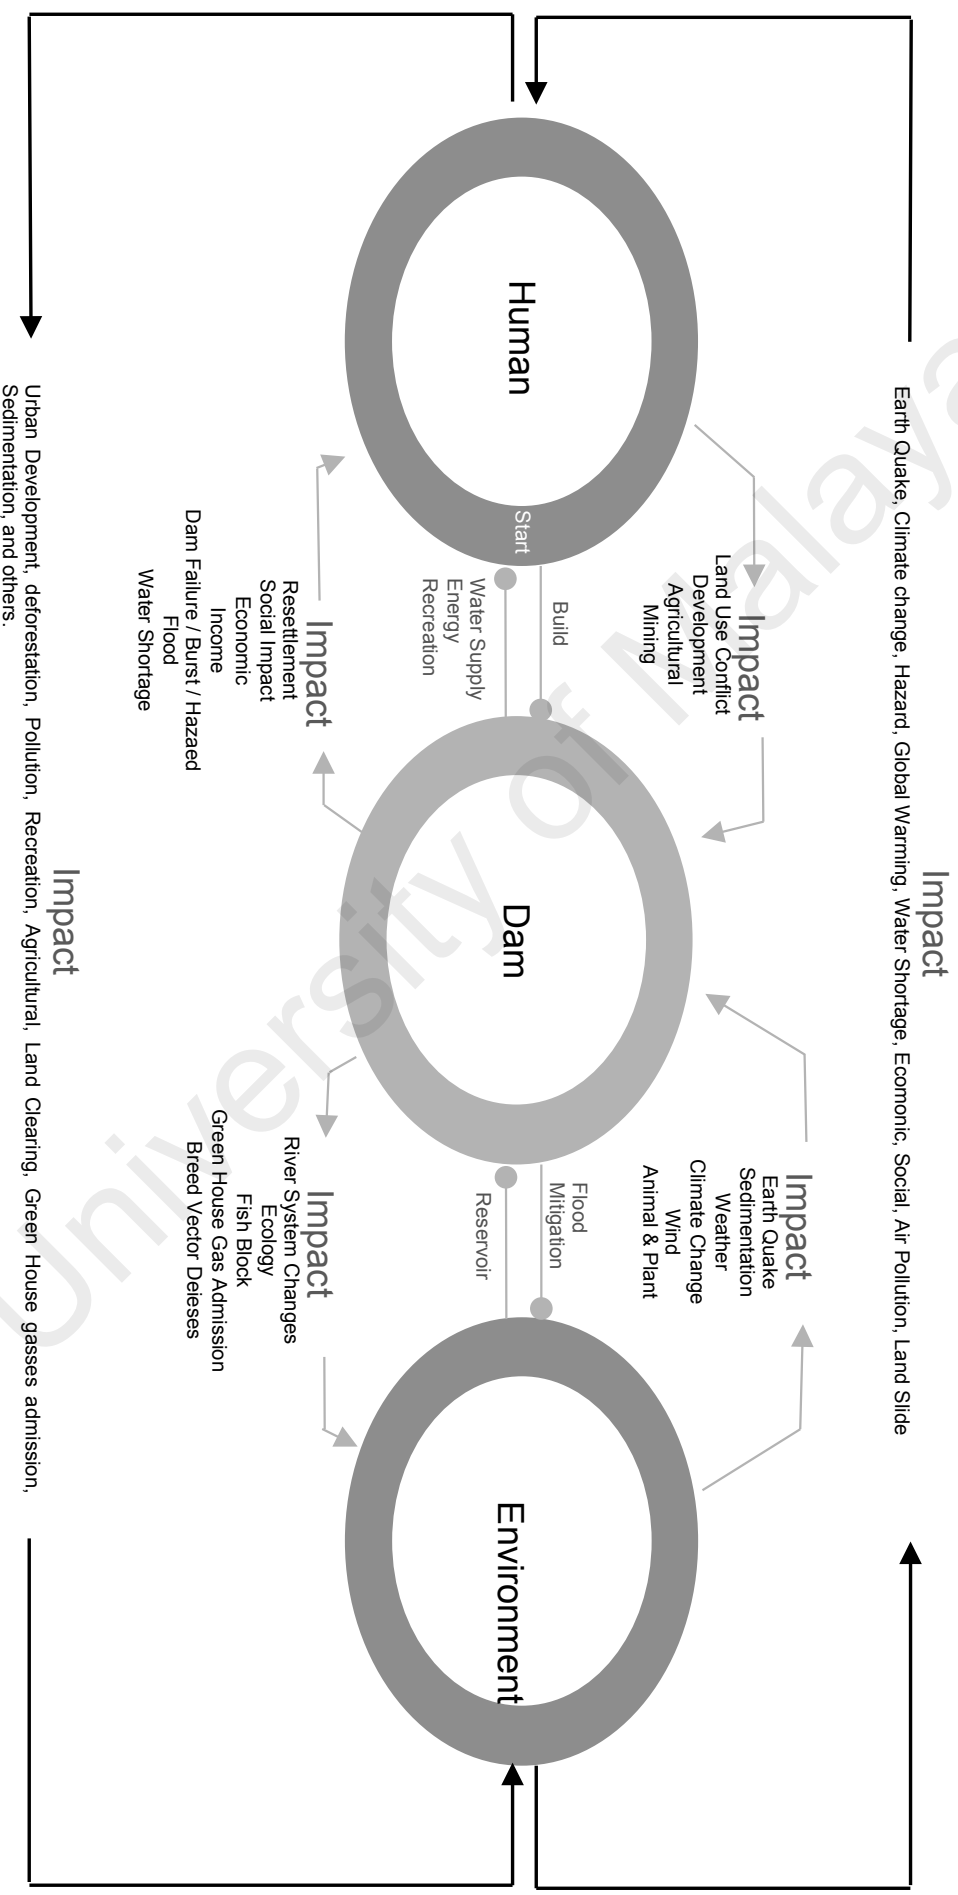 Impact
Earth Quake, Climate change, Hazard, Global Warming, Water Shortage, Ecomonic, Social, Air Pollution, Land Slide
Impact
Land Use Conflict
Development
Agricultural
Mining
Impact
Earth Quake
Sedimentation
Weather
Climate Change
Wind
Animal & Plant
Human
Start
Build
Water Supply
Energy
Recreation
Dam
Flood
Mitigation
Reservoir
Environment
Impact
Resettlement
Social Impact
Economic
Income
Dam Failure / Burst / Hazaed
Flood
Water Shortage
Impact
River System Changes
Ecology
Fish Block
Green House Gas Admission
Breed Vector Deieses
Impact
Urban Development, deforestation, Pollution, Recreation, Agricultural, Land Clearing, Green House gasses admission,
Sedimentation, and others.
University of Malaya